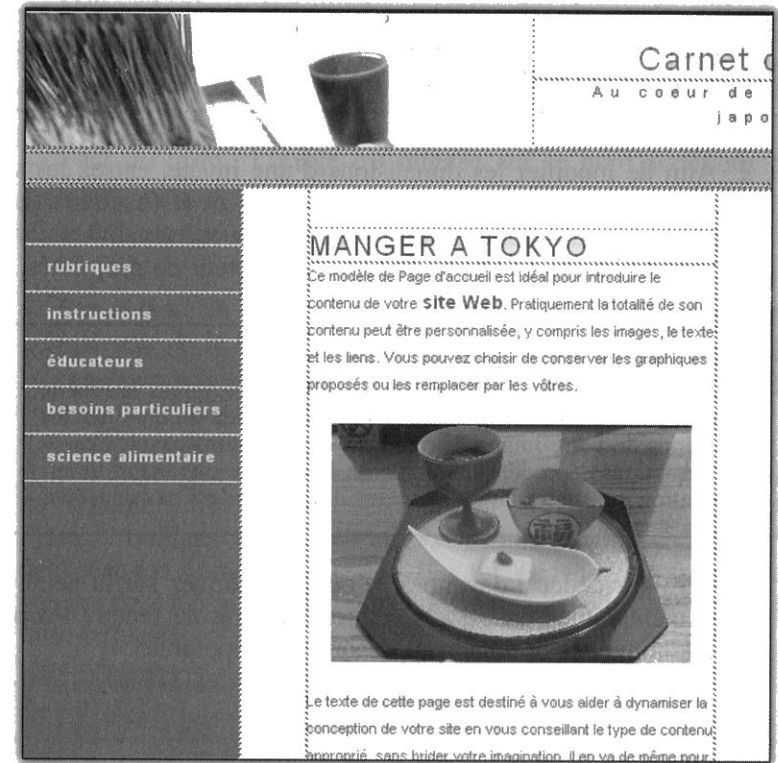 Carnet
Au coeur de
japo
rubriques
instructions
éducateurs
besoins particuliers
science alimentaire
MANGER A TOKYO
Ce modèle de Page d'accueil est idéal pour introduire le
contenu de votre site Web. Pratiquement la totalité de son
contenu peut être personnalisée, y compris les images, le texte
et les liens. Vous pouvez choisir de conserver les graphiques
proposés ou les remplacer par les vôtres.
Le texte de cette page est destiné à vous aider à dynamiser la
conception de votre site en vous conseillant le type de contenu
approprié, sans brider votre imagination. Il en va de même pour